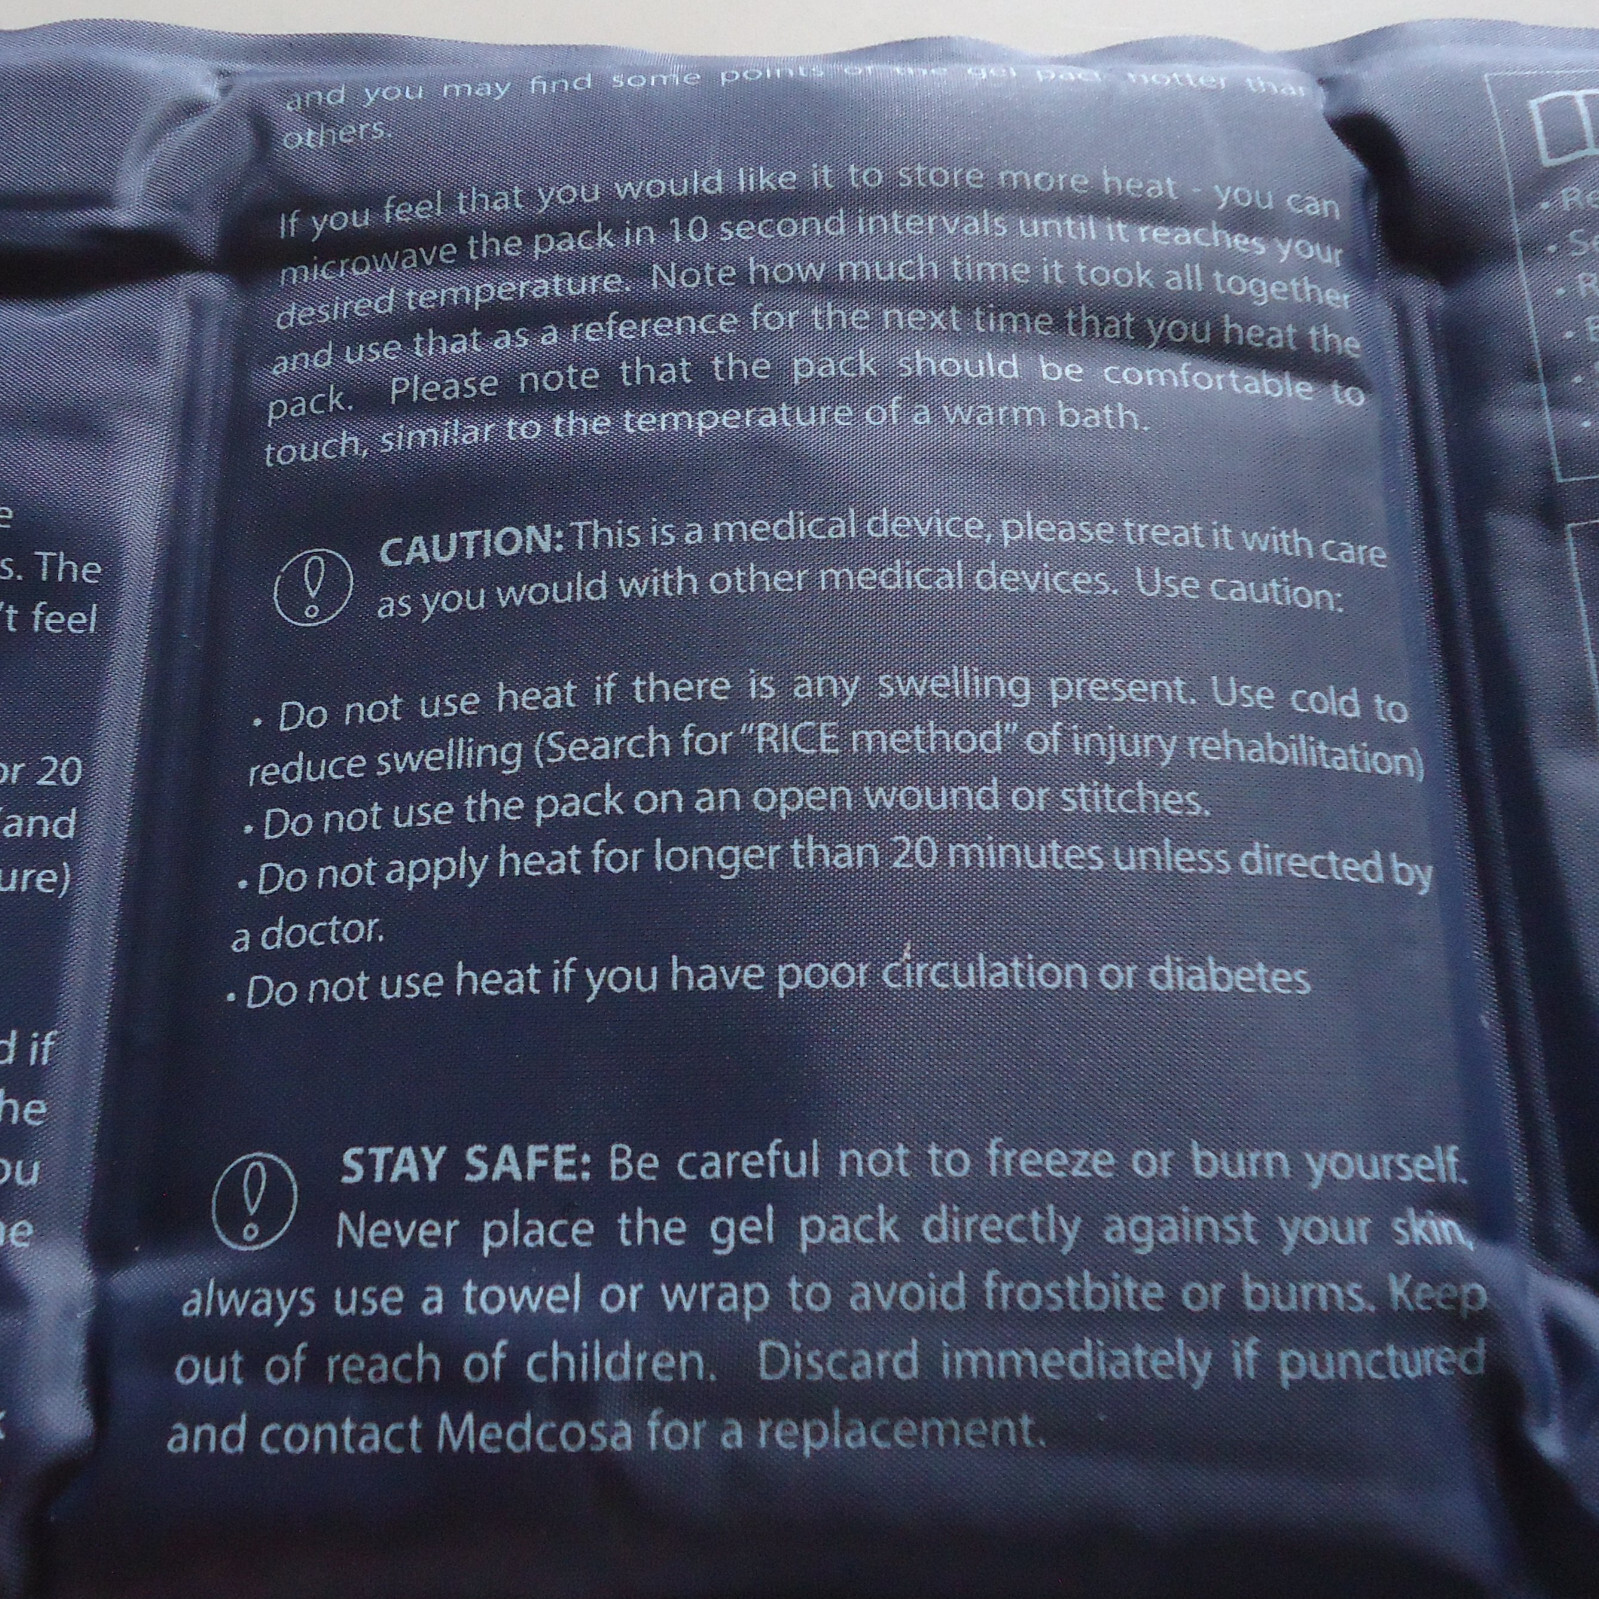 and you may find some points of the gel pack hotter than
others.
If you feel that you would like it to store more heat - you can
microwave the pack in 10 second intervals until it reaches your
desired temperature. Note how much time it took all together
and use that as a reference for the next time that you heat the
pack. Please note that the pack should be comfortable to
touch, similar to the temperature of a warm bath.
CAUTION: This is a medical device, please treat it with care
as you would with other medical devices. Use caution:
• Do not use heat if there is any swelling present. Use cold to
reduce swelling (Search for "RICE method" of injury rehabilitation)
• Do not use the pack on an open wound or stitches.
• Do not apply heat for longer than 20 minutes unless directed by
a doctor.
• Do not use heat if you have poor circulation or diabetes
STAY SAFE: Be careful not to freeze or burn yourself.
Never place the gel pack directly against your skin,
always use a towel or wrap to avoid frostbite or burns. Keep
out of reach of children. Discard immediately if punctured
and contact Medcosa for a replacement.
s. The
't feel
or 20
and
ure)
d if
he
ou